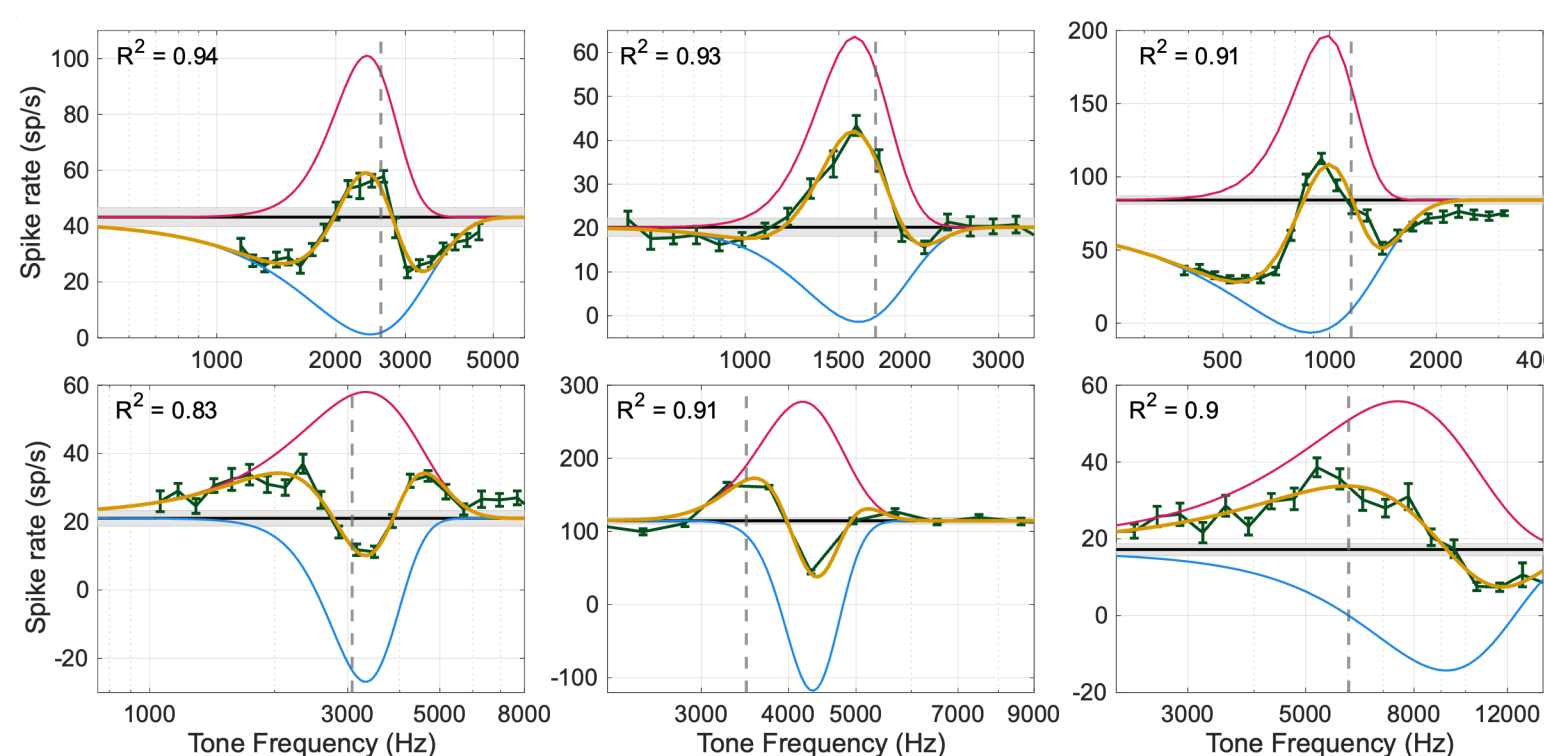 R² = 0.94
R² = 0.93
R² = 0.91
Spike rate (sp/s)
100
80
60
40
20
0
60
50
40
30
20
10
0
200
150
100
50
0
1000 2000 3000 5000
1000 1500 2000 3000
500 1000 2000 40
R² = 0.83
R² = 0.91
R² = 0.9
Spike rate (sp/s)
60
40
20
0
-20
300
200
100
0
-100
60
40
20
0
-20
1000 3000 5000 8000
3000 4000 5000 7000 9000
3000 5000 8000 12000
Tone Frequency (Hz)
Tone Frequency (Hz)
Tone Frequency (Hz)